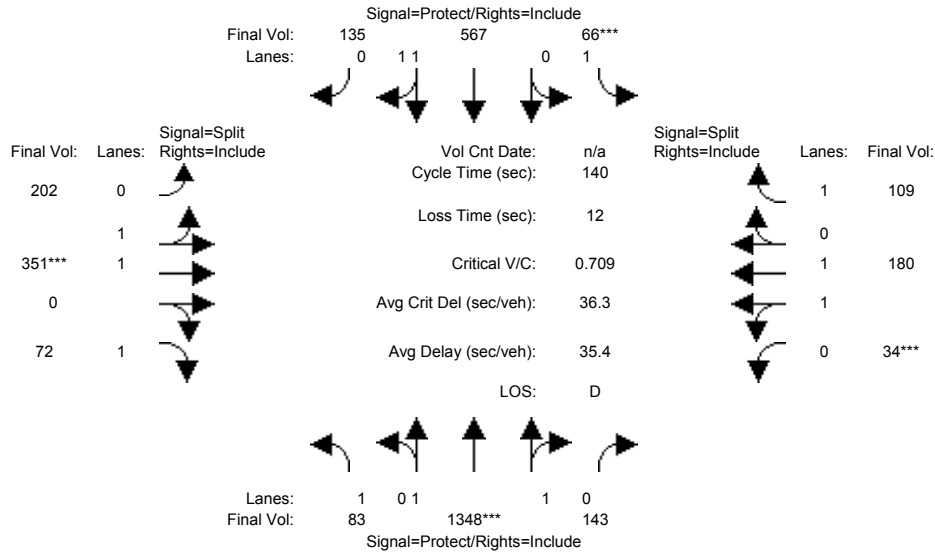 Signal=Protect/Rights=Include
Final Vol: 135 567 66***
Lanes: 0 1 1 0 1
Signal=Split Signal=Split
Final Vol: Lanes: Rights=Include Vol Cnt Date: n/a Rights=Include Lanes: Final Vol:
Cycle Time (sec): 140
202 0 1 109
Loss Time (sec): 12
1 0
351*** 1 Critical V/C: 0.709 1 180
0 Avg Crit Del (sec/veh): 36.3 1
72 1 Avg Delay (sec/veh): 35.4 0 34***
LOS: D
Lanes: 1 0 1 1 0
Final Vol: 83 1348*** 143
Signal=Protect/Rights=Include